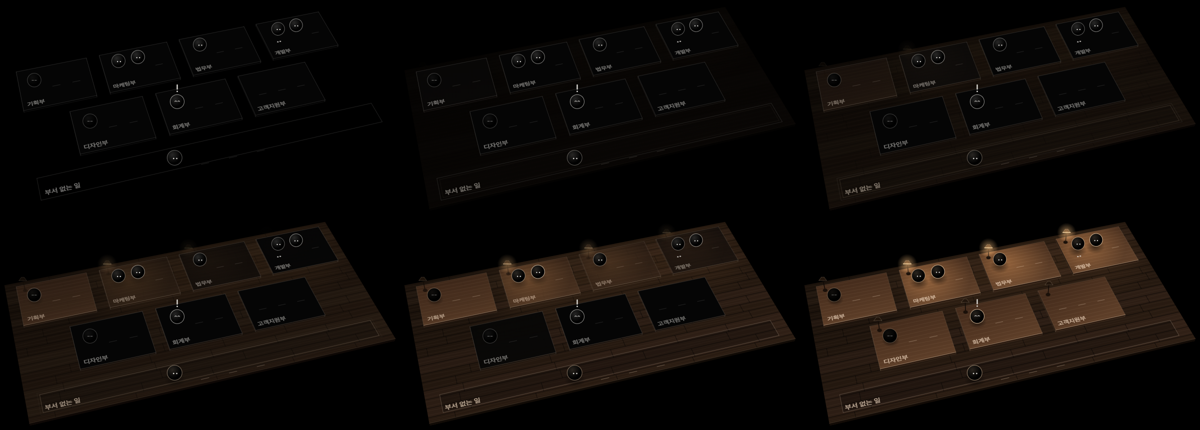 개발부
법무부
마케팅부
기획부
고객지원부
회계부
디자인부
부서 없는 일
개발부
법무부
마케팅부
기획부
고객지원부
회계부
디자인부
부서 없는 일
개발부
법무부
마케팅부
기획부
고객지원부
회계부
디자인부
부서 없는 일
개발부
법무부
마케팅부
기획부
고객지원부
회계부
디자인부
부서 없는 일
개발부
법무부
마케팅부
기획부
고객지원부
회계부
디자인부
부서 없는 일
개발부
법무부
마케팅부
기획부
고객지원부
회계부
디자인부
부서 없는 일